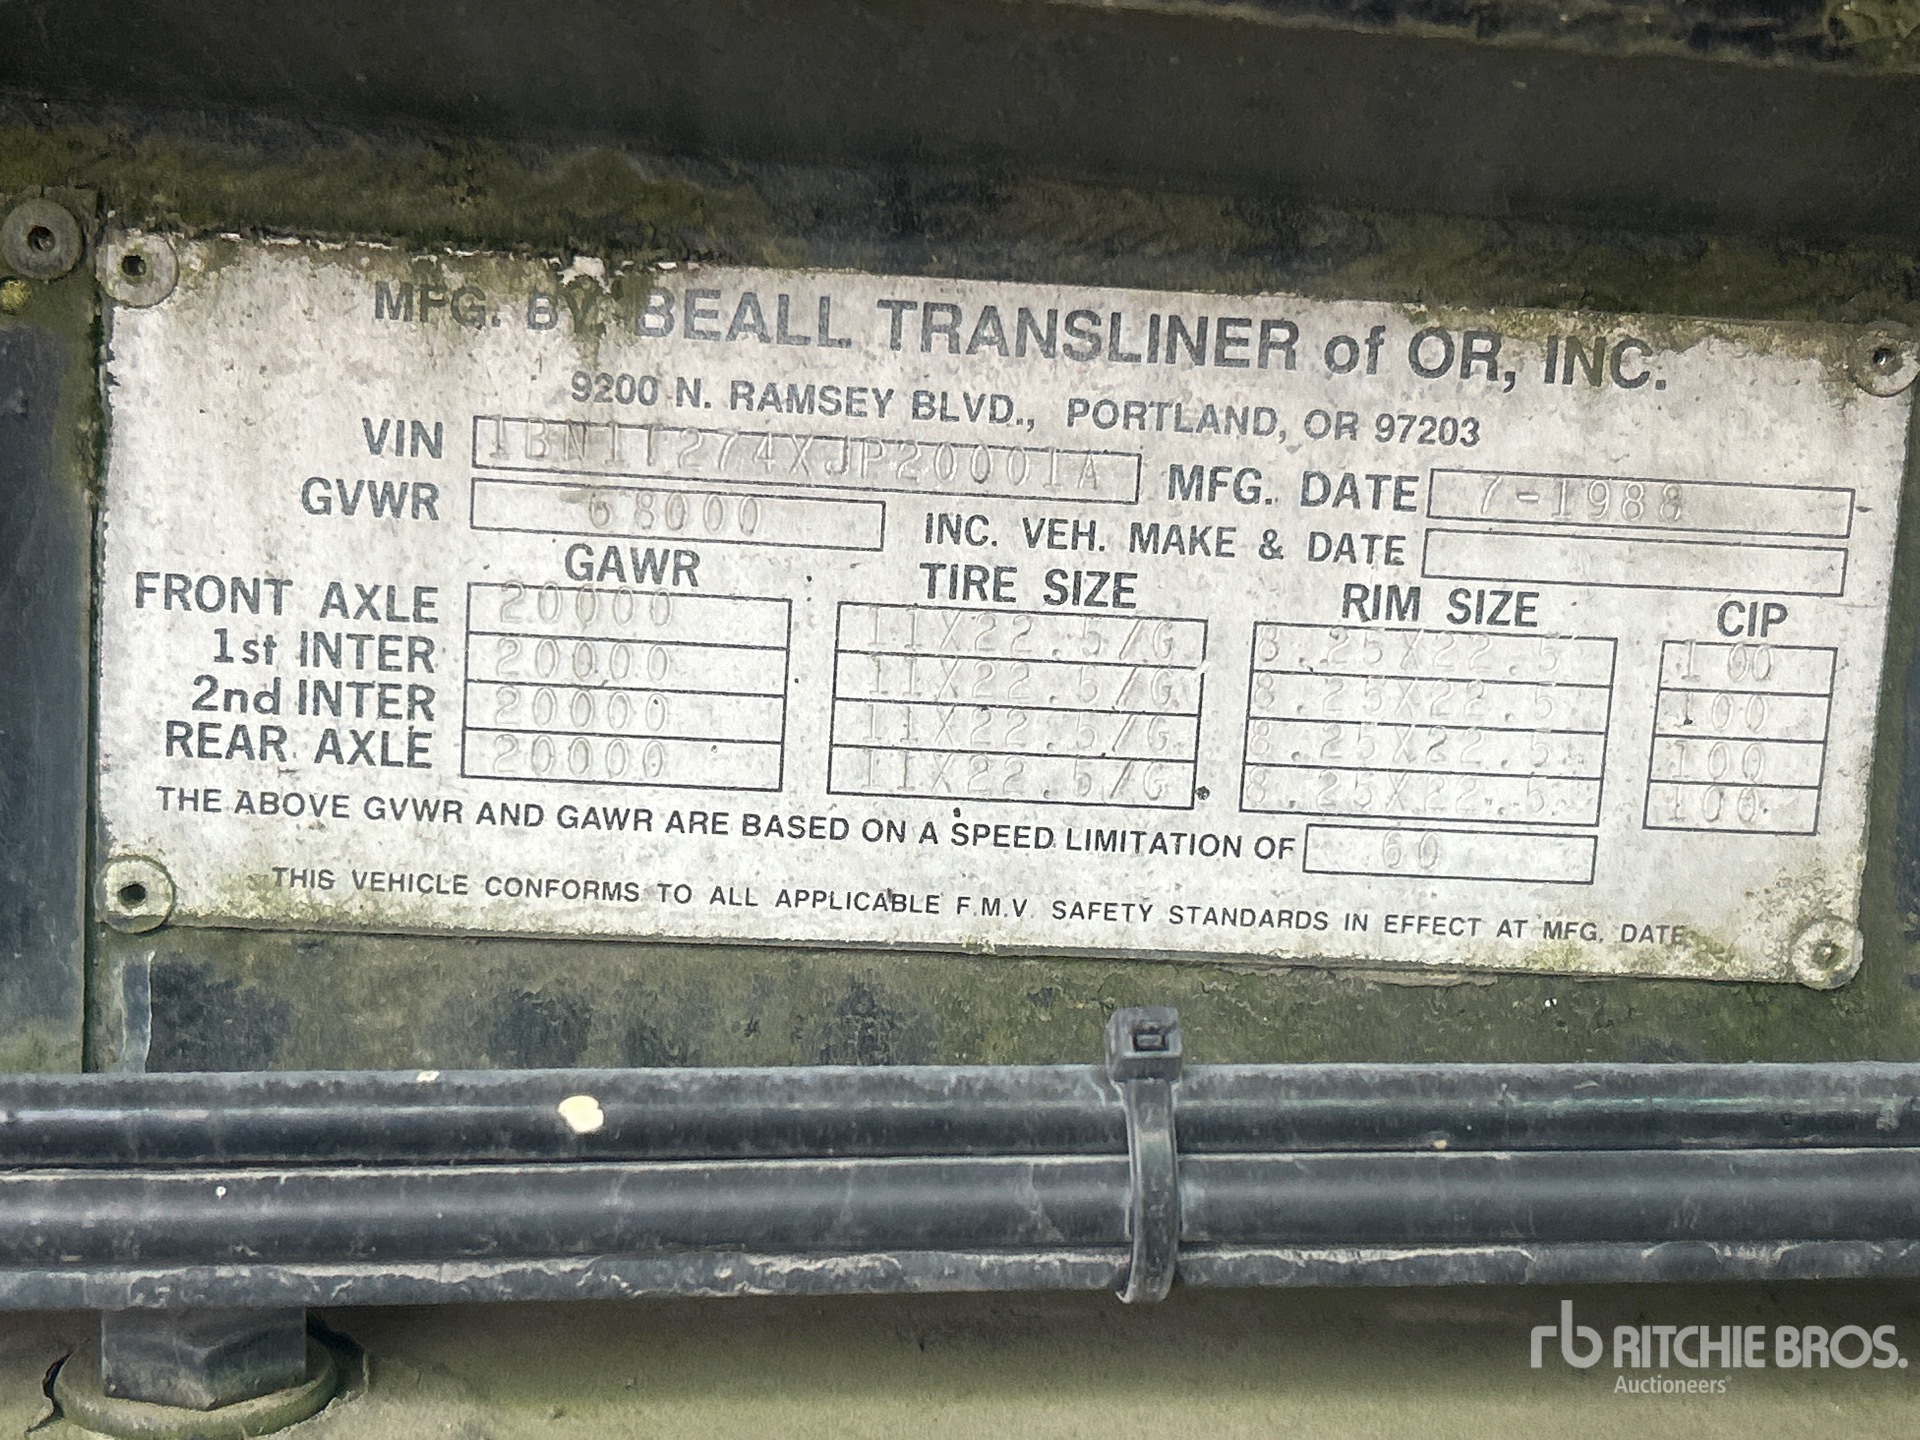 MFG. BY BEALL TRANSLINER of OR, INC.
9200 N. RAMSEY BLVD., PORTLAND, OR 97203
VIN 1BN1T274XJP20001A MFG. DATE 7-1988
GVWR 68000 INC. VEH. MAKE & DATE
GAWR TIRE SIZE RIM SIZE CIP
FRONT AXLE 20000 11X22.5/G 8.25X22.5 100
1st INTER 20000 11X22.5/G 8.25X22.5 100
2nd INTER 20000 11X22.5/G 8.25X22.5 100
REAR AXLE 20000 11X22.5/G 8.25X22.5 100
THE ABOVE GVWR AND GAWR ARE BASED ON A SPEED LIMITATION OF 60
THIS VEHICLE CONFORMS TO ALL APPLICABLE F.M.V. SAFETY STANDARDS IN EFFECT AT MFG. DATE
rb RITCHIE BROS.
Auctioneers